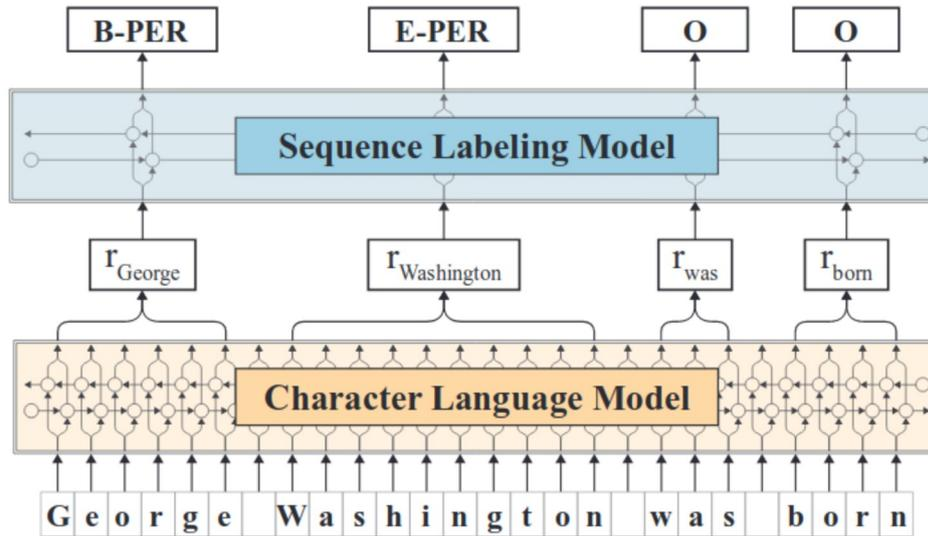 B-PER E-PER O O
Sequence Labeling Model
rGeorge rWashington rwas rborn
Character Language Model
G e o r g e W a s h i n g t o n w a s b o r n